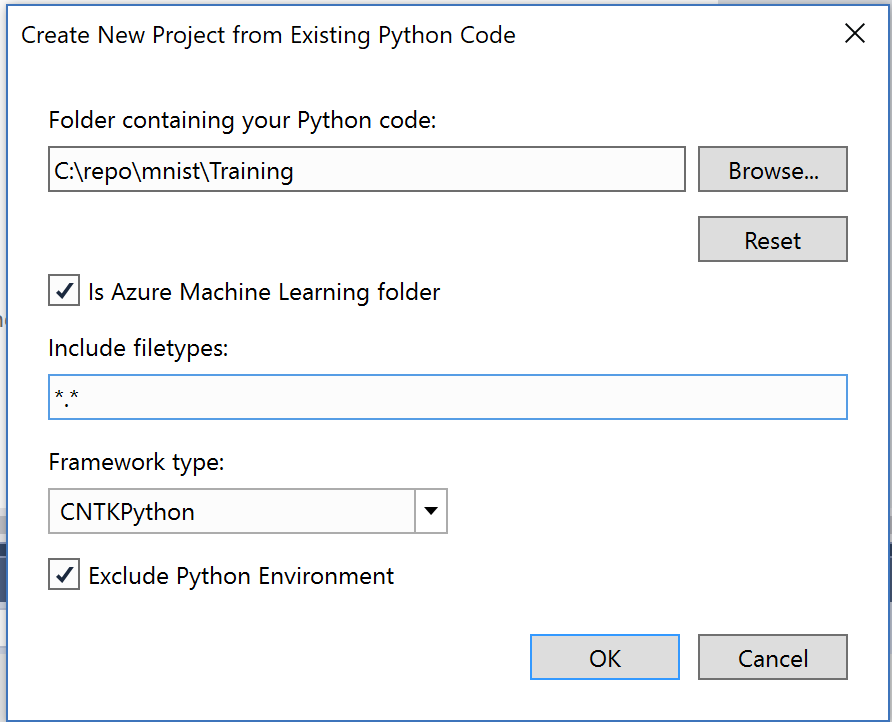 Create New Project from Existing Python Code
Folder containing your Python code:
C:\repo\mnist\Training
Browse...
Reset
Is Azure Machine Learning folder
Include filetypes:
*.*
Framework type:
CNTKPython
Exclude Python Environment
OK
Cancel